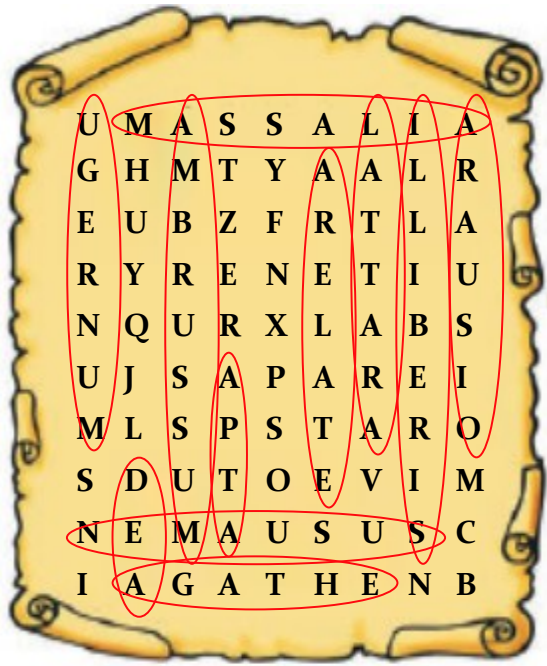 U M A S S A L I A
G H M T Y A A L R
E U B Z F R T L A
R Y R E N E T I U
N Q U R X L A B S
U J S A P A R E I
M L S P S T A R O
S D U T O E V I M
N E M A U S U S C
I A G A T H E N B